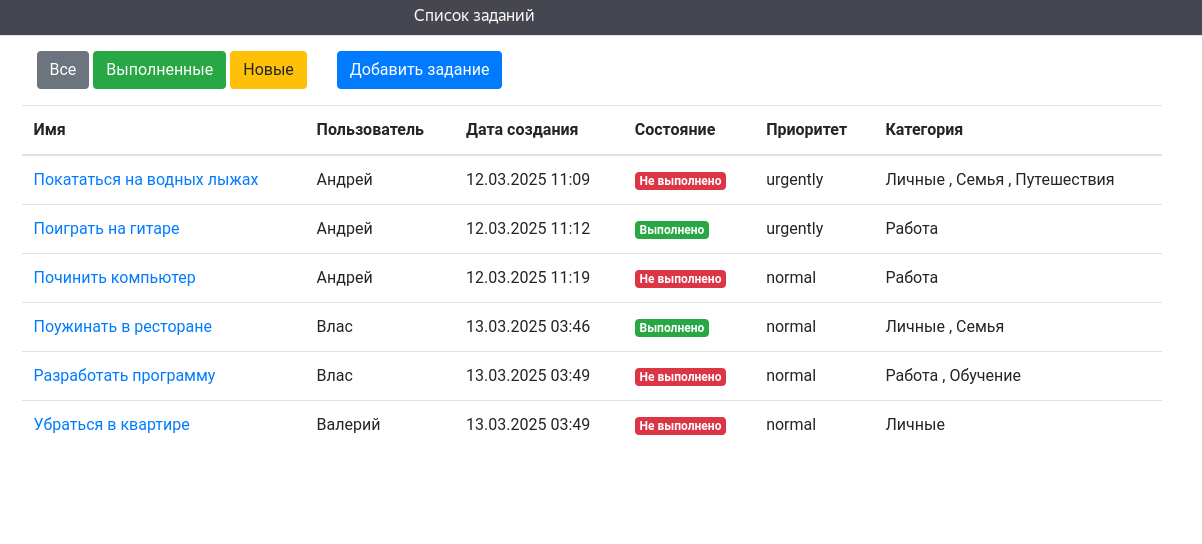 Список заданий
Все Выполненные Новые Добавить задание
Имя Пользователь Дата создания Состояние Приоритет Категория
Покататься на водных лыжах Андрей 12.03.2025 11:09 Не выполнено urgently Личные , Семья , Путешествия
Поиграть на гитаре Андрей 12.03.2025 11:12 Выполнено urgently Работа
Починить компьютер Андрей 12.03.2025 11:19 Не выполнено normal Работа
Поужинать в ресторане Влас 13.03.2025 03:46 Выполнено normal Личные , Семья
Разработать программу Влас 13.03.2025 03:49 Не выполнено normal Работа , Обучение
Убраться в квартире Валерий 13.03.2025 03:49 Не выполнено normal Личные